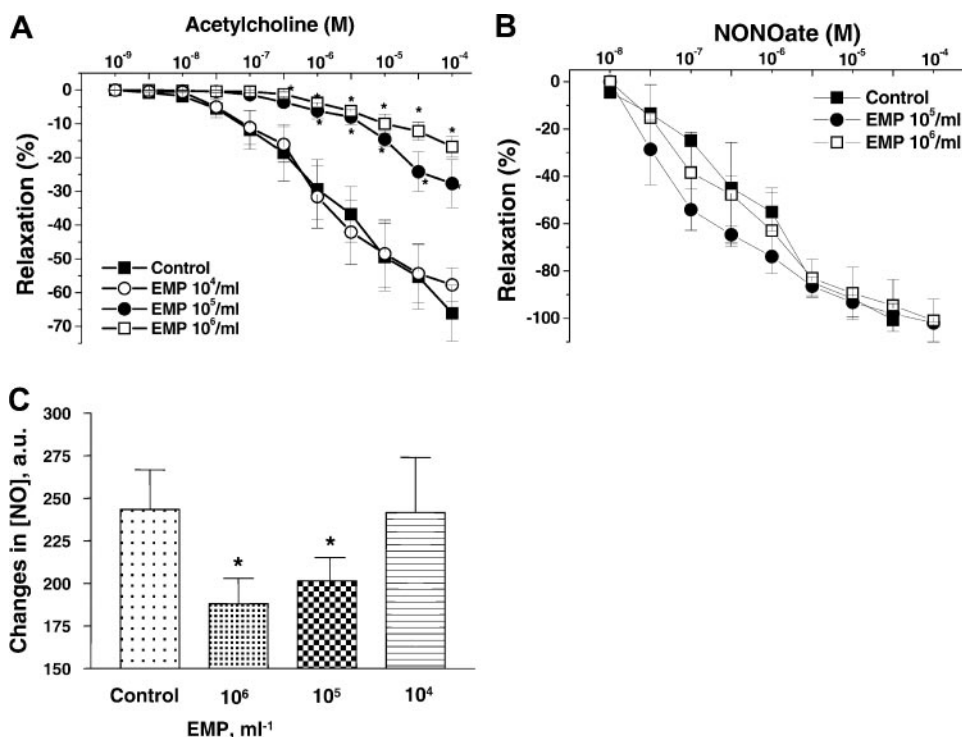 A
Acetylcholine (M)
10⁻⁹ 10⁻⁸ 10⁻⁷ 10⁻⁶ 10⁻⁵ 10⁻⁴
0
-10
-20
-30
-40
-50
-60
-70
Relaxation (%)
* * * * *
* * * * *
Control
EMP 10⁴/ml
EMP 10⁵/ml
EMP 10⁶/ml
B
NONOate (M)
10⁻⁸ 10⁻⁷ 10⁻⁶ 10⁻⁵ 10⁻⁴
0
-20
-40
-60
-80
-100
Relaxation (%)
Control
EMP 10⁵/ml
EMP 10⁶/ml
C
300
275
250
225
200
175
150
Changes in [NO], a.u.
* *
Control 10⁶ 10⁵ 10⁴
EMP, ml⁻¹